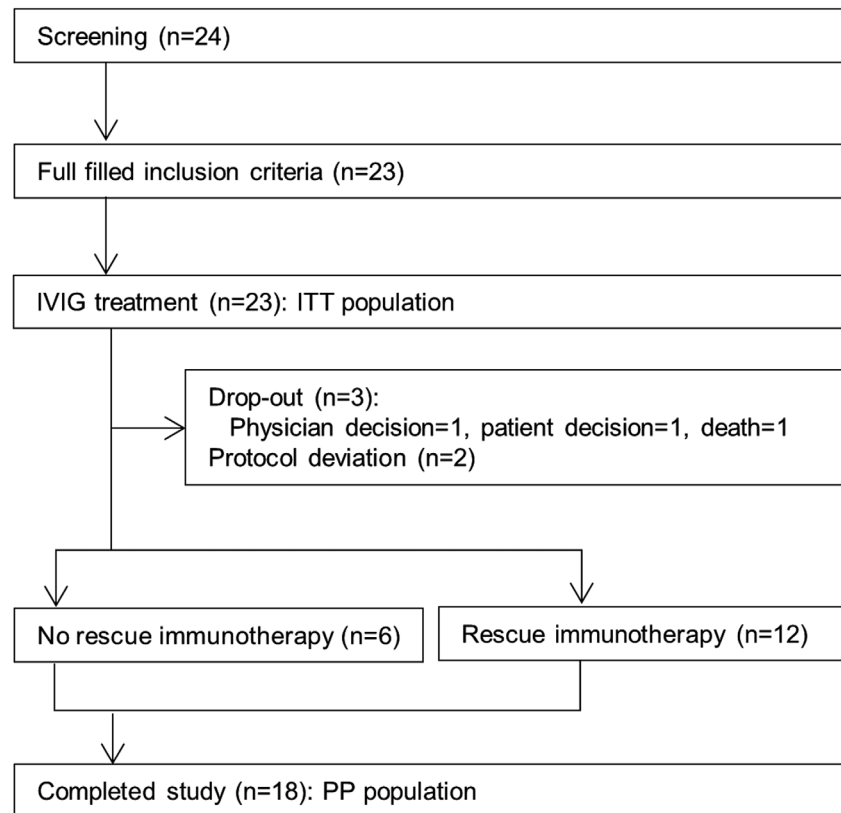 Screening (n=24)
Full filled inclusion criteria (n=23)
IVIG treatment (n=23): ITT population
Drop-out (n=3):
Physician decision=1, patient decision=1, death=1
Protocol deviation (n=2)
No rescue immunotherapy (n=6)
Rescue immunotherapy (n=12)
Completed study (n=18): PP population